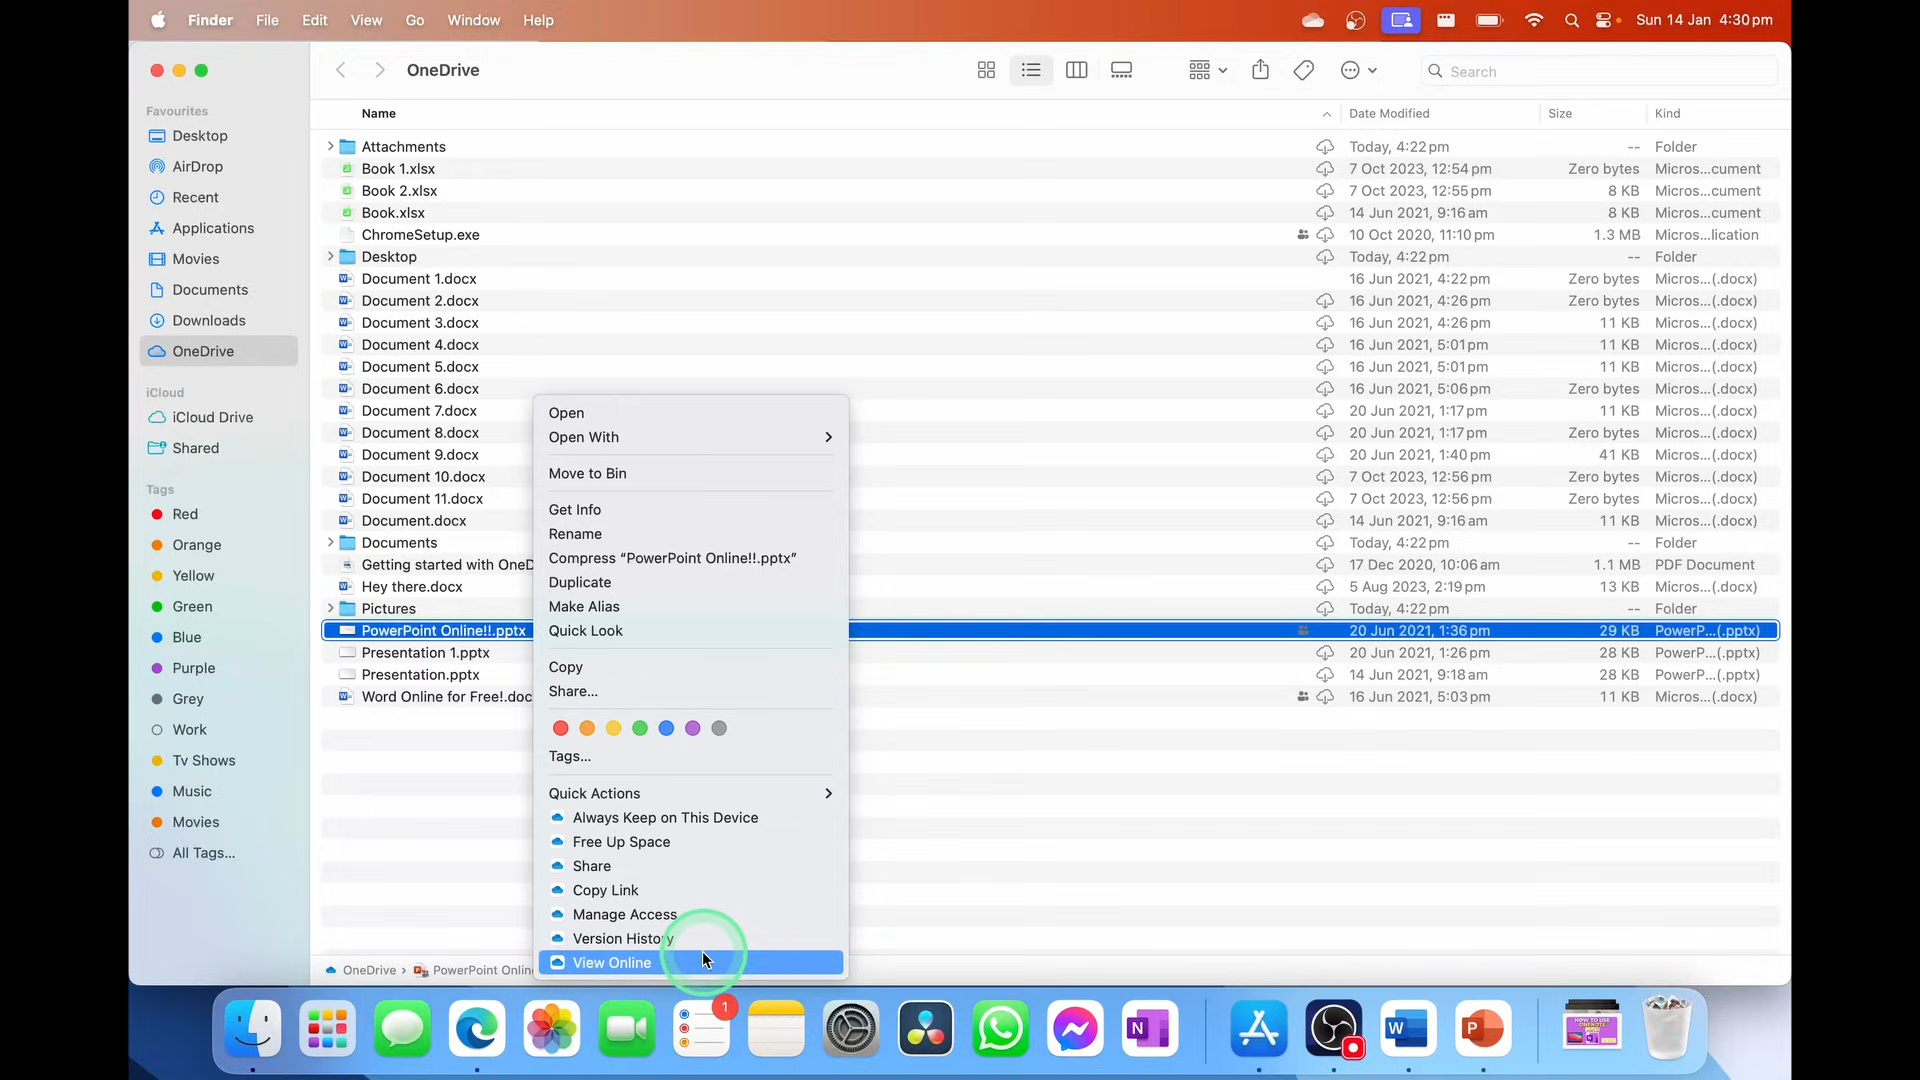 Finder File Edit View Go Window Help Sun 14 Jan 4:30 pm
OneDrive Search
Name Date Modified Size Kind
Favourites
Desktop
AirDrop
Recent
Applications
Movies
Documents
Downloads
OneDrive
iCloud
iCloud Drive
Shared
Tags
Red
Orange
Yellow
Green
Blue
Purple
Grey
Work
Tv Shows
Music
Movies
All Tags...
Attachments Today, 4:22 pm -- Folder
Book 1.xlsx 7 Oct 2023, 12:54 pm Zero bytes Micros...cument
Book 2.xlsx 7 Oct 2023, 12:55 pm 8 KB Micros...cument
Book.xlsx 14 Jun 2021, 9:16 am 8 KB Micros...cument
ChromeSetup.exe 10 Oct 2020, 11:10 pm 1.3 MB Micros...lication
Desktop Today, 4:22 pm -- Folder
Document 1.docx 16 Jun 2021, 4:22 pm Zero bytes Micros...(.docx)
Document 2.docx 16 Jun 2021, 4:26 pm Zero bytes Micros...(.docx)
Document 3.docx 16 Jun 2021, 4:26 pm 11 KB Micros...(.docx)
Document 4.docx 16 Jun 2021, 5:01 pm 11 KB Micros...(.docx)
Document 5.docx 16 Jun 2021, 5:01 pm 11 KB Micros...(.docx)
Document 6.docx 16 Jun 2021, 5:06 pm Zero bytes Micros...(.docx)
Document 7.docx 20 Jun 2021, 1:17 pm 11 KB Micros...(.docx)
Document 8.docx 20 Jun 2021, 1:17 pm Zero bytes Micros...(.docx)
Document 9.docx 20 Jun 2021, 1:40 pm 41 KB Micros...(.docx)
Document 10.docx 7 Oct 2023, 12:56 pm Zero bytes Micros...(.docx)
Document 11.docx 7 Oct 2023, 12:56 pm Zero bytes Micros...(.docx)
Document.docx 14 Jun 2021, 9:16 am 11 KB Micros...(.docx)
Documents Today, 4:22 pm -- Folder
Getting started with OneD 17 Dec 2020, 10:06 am 1.1 MB PDF Document
Hey there.docx 5 Aug 2023, 2:19 pm 13 KB Micros...(.docx)
Pictures Today, 4:22 pm -- Folder
PowerPoint Online!!.pptx 20 Jun 2021, 1:36 pm 29 KB PowerP...(.pptx)
Presentation 1.pptx 20 Jun 2021, 1:26 pm 28 KB PowerP...(.pptx)
Presentation.pptx 14 Jun 2021, 9:18 am 28 KB PowerP...(.pptx)
Word Online for Free!.doc 16 Jun 2021, 5:03 pm 11 KB Micros...(.docx)
Open
Open With
Move to Bin
Get Info
Rename
Compress “PowerPoint Online!!.pptx”
Duplicate
Make Alias
Quick Look
Copy
Share...
Tags...
Quick Actions
Always Keep on This Device
Free Up Space
Share
Copy Link
Manage Access
Version History
View Online
OneDrive › PowerPoint Onlin
1
N
W
P